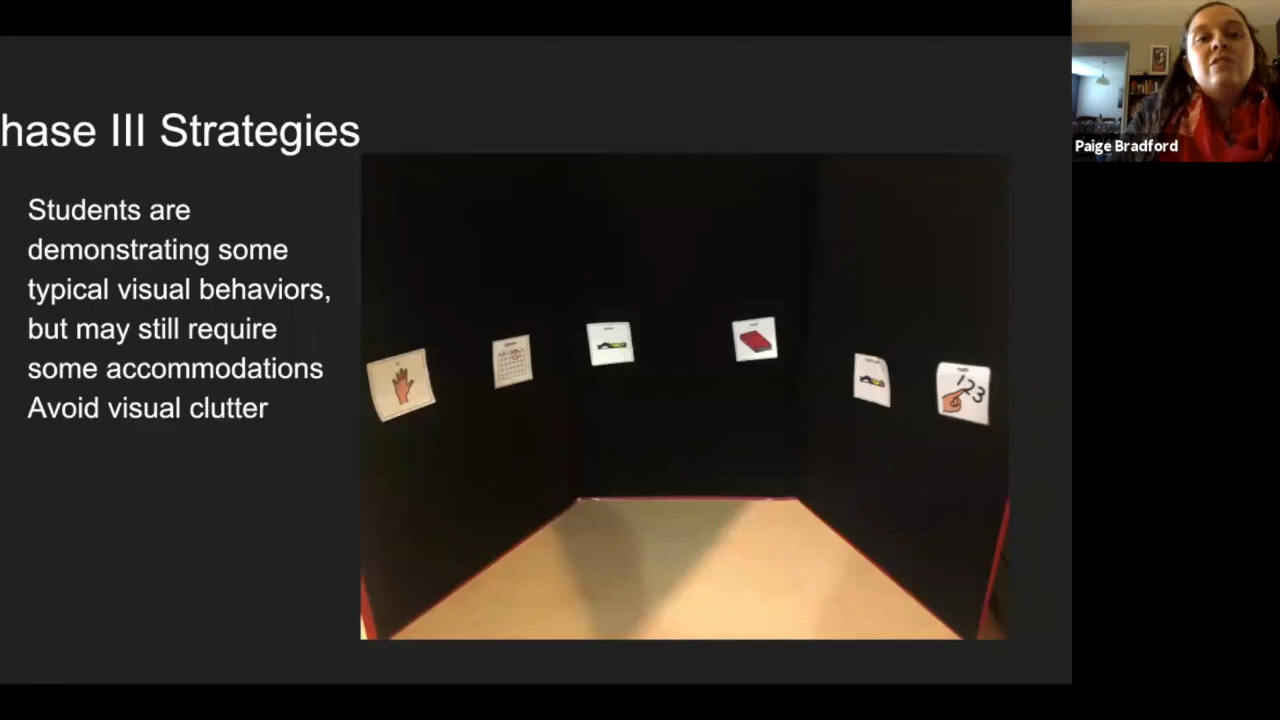 hase III Strategies
Students are
demonstrating some
typical visual behaviors,
but may still require
some accommodations
Avoid visual clutter
123
Paige Bradford